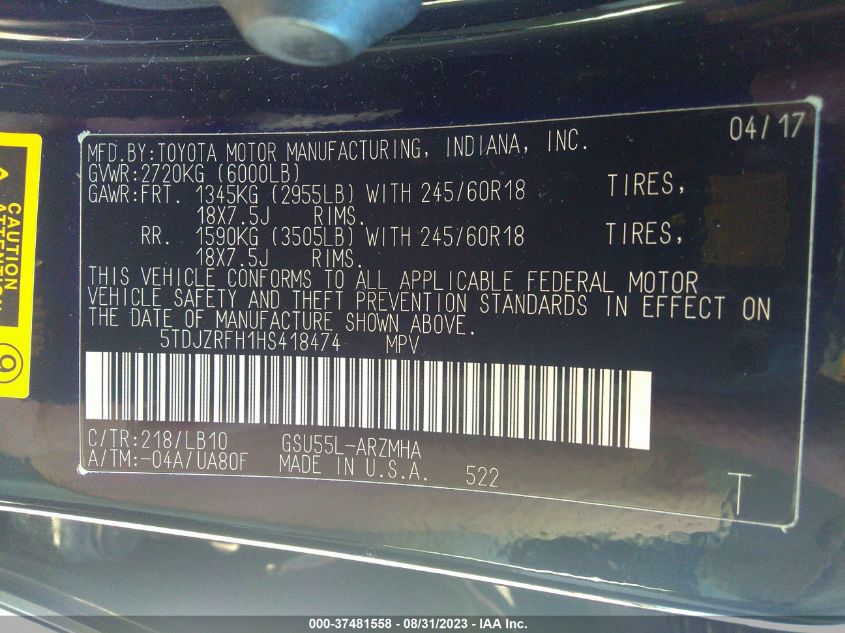 04/17
MFD.BY:TOYOTA MOTOR MANUFACTURING, INDIANA, INC.
GVWR:2720KG (6000LB)
GAWR:FRT. 1345KG (2955LB) WITH 245/60R18 TIRES,
18X7.5J RIMS.
RR. 1590KG (3505LB) WITH 245/60R18 TIRES,
18X7.5J RIMS.
THIS VEHICLE CONFORMS TO ALL APPLICABLE FEDERAL MOTOR
VEHICLE SAFETY AND THEFT PREVENTION STANDARDS IN EFFECT ON
THE DATE OF MANUFACTURE SHOWN ABOVE.
5TDJZRFH1HS418474 MPV
C/TR:218/LB10 GSU55L-ARZMHA
A/TM:-04A/UA80F MADE IN U.S.A. 522
T
CAUTION
000-37481558 - 08/31/2023 - IAA Inc.